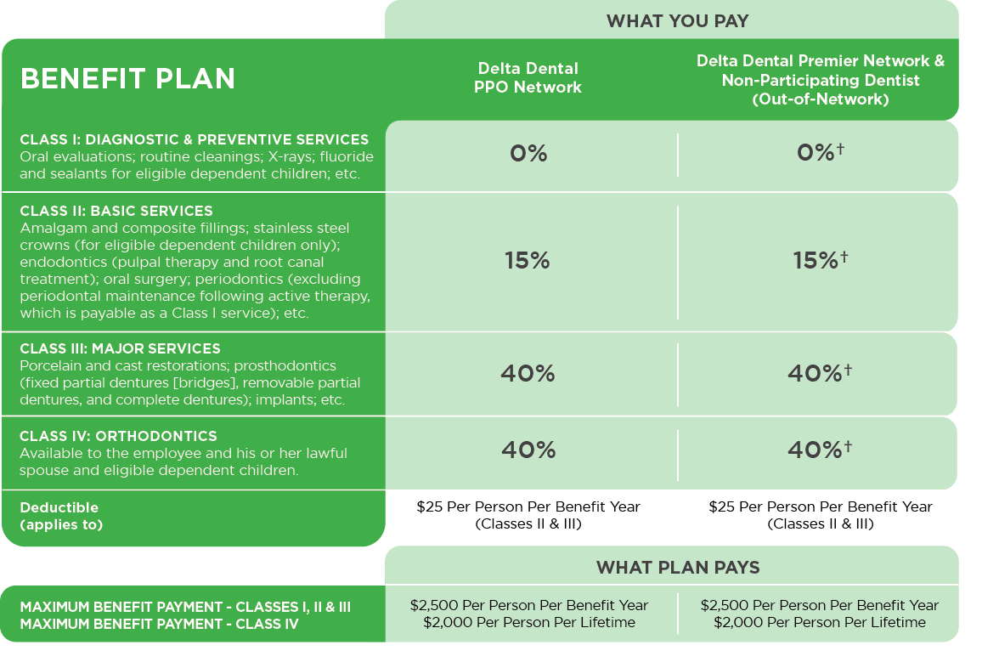 WHAT YOU PAY
BENEFIT PLAN
Delta Dental
PPO Network
Delta Dental Premier Network &
Non-Participating Dentist
(Out-of-Network)
CLASS I: DIAGNOSTIC & PREVENTIVE SERVICES
Oral evaluations; routine cleanings; X-rays; fluoride
and sealants for eligible dependent children; etc.
0%
0%†
CLASS II: BASIC SERVICES
Amalgam and composite fillings; stainless steel
crowns (for eligible dependent children only);
endodontics (pulpal therapy and root canal
treatment); oral surgery; periodontics (excluding
periodontal maintenance following active therapy,
which is payable as a Class I service); etc.
15%
15%†
CLASS III: MAJOR SERVICES
Porcelain and cast restorations; prosthodontics
(fixed partial dentures [bridges], removable partial
dentures, and complete dentures); implants; etc.
40%
40%†
CLASS IV: ORTHODONTICS
Available to the employee and his or her lawful
spouse and eligible dependent children.
40%
40%†
Deductible
(applies to)
$25 Per Person Per Benefit Year
(Classes II & III)
$25 Per Person Per Benefit Year
(Classes II & III)
WHAT PLAN PAYS
MAXIMUM BENEFIT PAYMENT - CLASSES I, II & III
MAXIMUM BENEFIT PAYMENT - CLASS IV
$2,500 Per Person Per Benefit Year
$2,000 Per Person Per Lifetime
$2,500 Per Person Per Benefit Year
$2,000 Per Person Per Lifetime